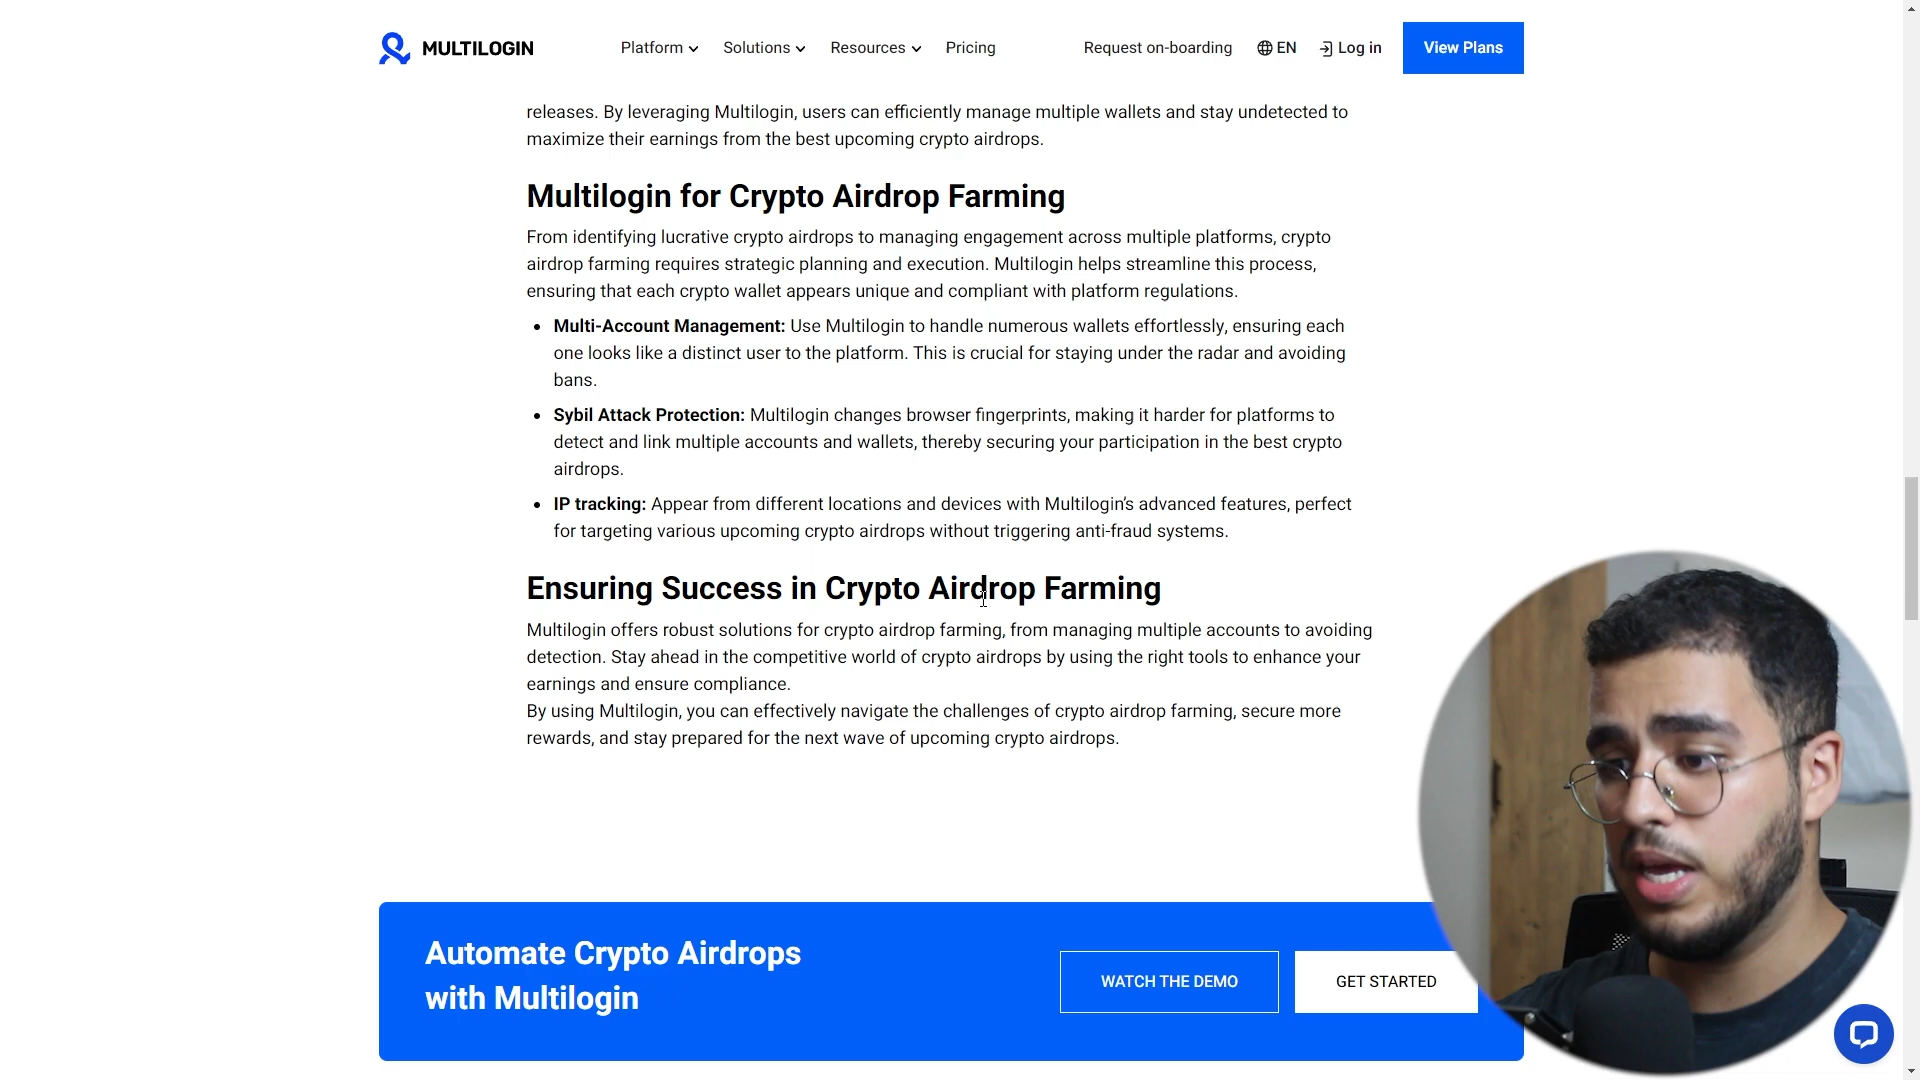 MULTILOGIN Platform Solutions Resources Pricing Request on-boarding EN Log in View Plans
releases. By leveraging Multilogin, users can efficiently manage multiple wallets and stay undetected to
maximize their earnings from the best upcoming crypto airdrops.
Multilogin for Crypto Airdrop Farming
From identifying lucrative crypto airdrops to managing engagement across multiple platforms, crypto
airdrop farming requires strategic planning and execution. Multilogin helps streamline this process,
ensuring that each crypto wallet appears unique and compliant with platform regulations.
• Multi-Account Management: Use Multilogin to handle numerous wallets effortlessly, ensuring each
one looks like a distinct user to the platform. This is crucial for staying under the radar and avoiding
bans.
• Sybil Attack Protection: Multilogin changes browser fingerprints, making it harder for platforms to
detect and link multiple accounts and wallets, thereby securing your participation in the best crypto
airdrops.
• IP tracking: Appear from different locations and devices with Multilogin’s advanced features, perfect
for targeting various upcoming crypto airdrops without triggering anti-fraud systems.
Ensuring Success in Crypto Airdrop Farming
Multilogin offers robust solutions for crypto airdrop farming, from managing multiple accounts to avoiding
detection. Stay ahead in the competitive world of crypto airdrops by using the right tools to enhance your
earnings and ensure compliance.
By using Multilogin, you can effectively navigate the challenges of crypto airdrop farming, secure more
rewards, and stay prepared for the next wave of upcoming crypto airdrops.
Automate Crypto Airdrops
with Multilogin
WATCH THE DEMO GET STARTED